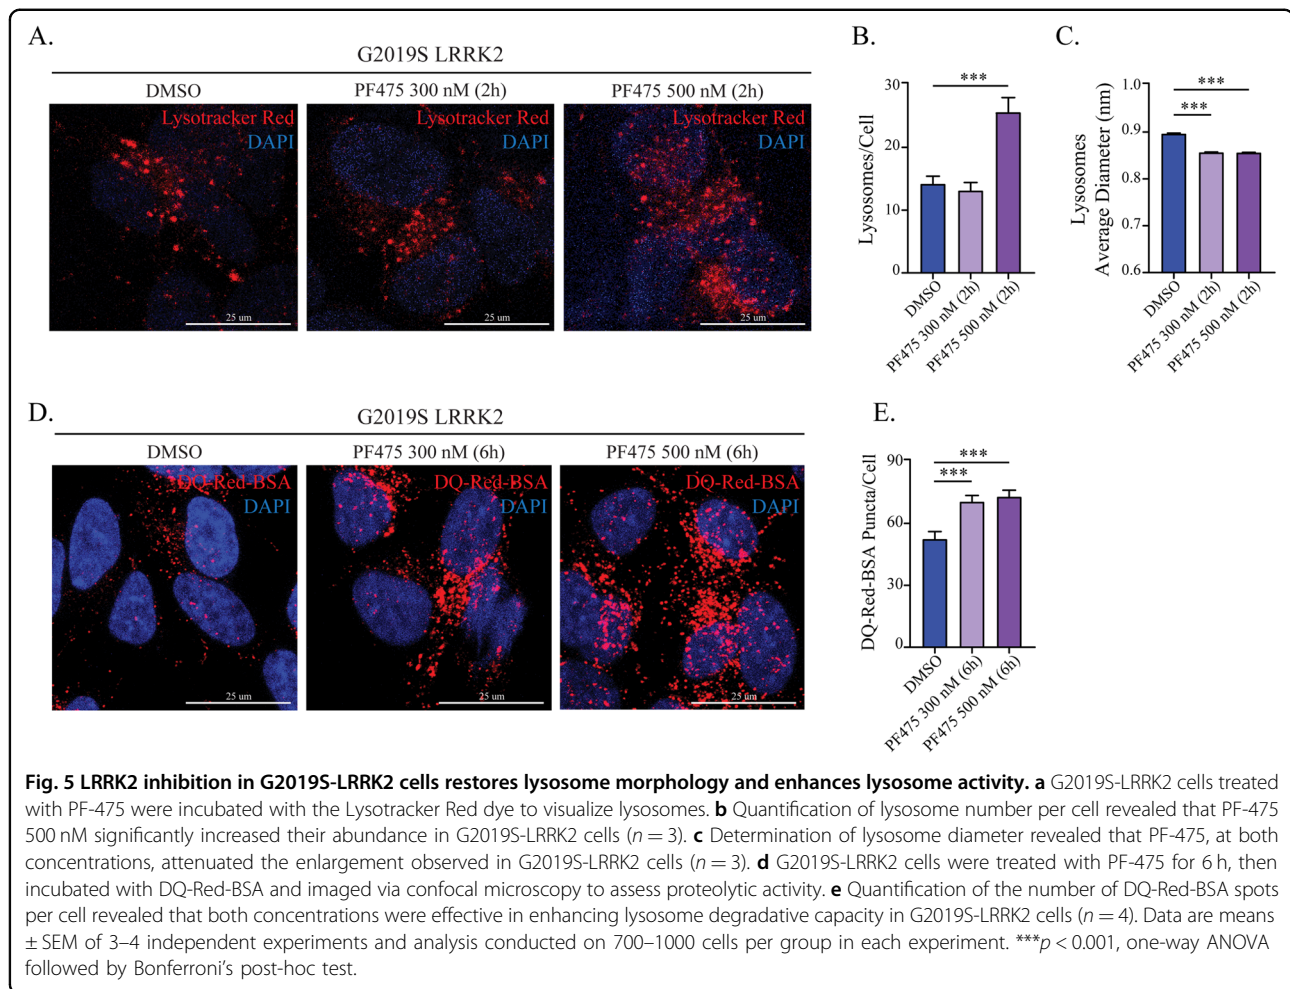 A.
G2019S LRRK2
DMSO
PF475 300 nM (2h)
PF475 500 nM (2h)
Lysotracker Red
DAPI
25 um
Lysotracker Red
DAPI
25 um
Lysotracker Red
DAPI
25 um
B.
Lysosomes/Cell
30
20
10
0
***
DMSO
PF475 300 nM (2h)
PF475 500 nM (2h)
C.
Lysosomes
Average Diameter (nm)
1.0
0.9
0.8
0.7
0.6
***
***
DMSO
PF475 300 nM (2h)
PF475 500 nM (2h)
D.
G2019S LRRK2
DMSO
PF475 300 nM (6h)
PF475 500 nM (6h)
DQ-Red-BSA
DAPI
25 um
DQ-Red-BSA
DAPI
25 um
DQ-Red-BSA
DAPI
25 um
E.
DQ-Red-BSA Puncta/Cell
90
60
30
0
***
***
DMSO
PF475 300 nM (6h)
PF475 500 nM (6h)
Fig. 5 LRRK2 inhibition in G2019S-LRRK2 cells restores lysosome morphology and enhances lysosome activity. a G2019S-LRRK2 cells treated
with PF-475 were incubated with the Lysotracker Red dye to visualize lysosomes. b Quantification of lysosome number per cell revealed that PF-475
500 nM significantly increased their abundance in G2019S-LRRK2 cells (n = 3). c Determination of lysosome diameter revealed that PF-475, at both
concentrations, attenuated the enlargement observed in G2019S-LRRK2 cells (n = 3). d G2019S-LRRK2 cells were treated with PF-475 for 6 h, then
incubated with DQ-Red-BSA and imaged via confocal microscopy to assess proteolytic activity. e Quantification of the number of DQ-Red-BSA spots
per cell revealed that both concentrations were effective in enhancing lysosome degradative capacity in G2019S-LRRK2 cells (n = 4). Data are means
± SEM of 3–4 independent experiments and analysis conducted on 700–1000 cells per group in each experiment. ***p < 0.001, one-way ANOVA
followed by Bonferroni's post-hoc test.